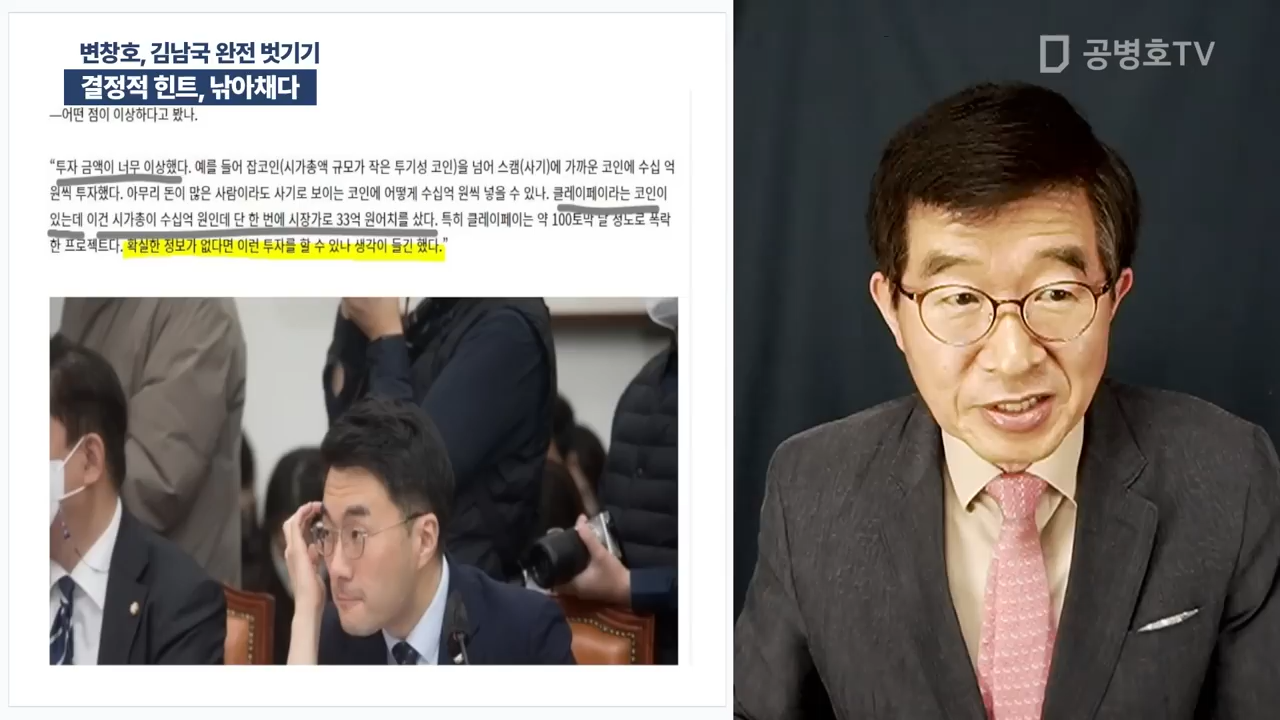 변창호, 김남국 완전 벗기기
결정적 힌트, 낚아채다
공병호TV
—어떤 점이 이상하다고 봤나.
“투자 금액이 너무 이상했다. 예를 들어 잡코인(시가총액 규모가 작은 투기성 코인)을 넘어 스캠(사기)에 가까운 코인에 수십 억
원씩 투자했다. 아무리 돈이 많은 사람이라도 사기로 보이는 코인에 어떻게 수십억 원씩 넣을 수 있나. 클레이페이라는 코인이
있는데 이건 시가총이 수십억 원인데 단 한 번에 시장가로 33억 원어치를 샀다. 특히 클레이페이는 약 100토막 날 정도로 폭락
한 프로젝트다. 확실한 정보가 없다면 이런 투자를 할 수 있나 생각이 들긴 했다.”